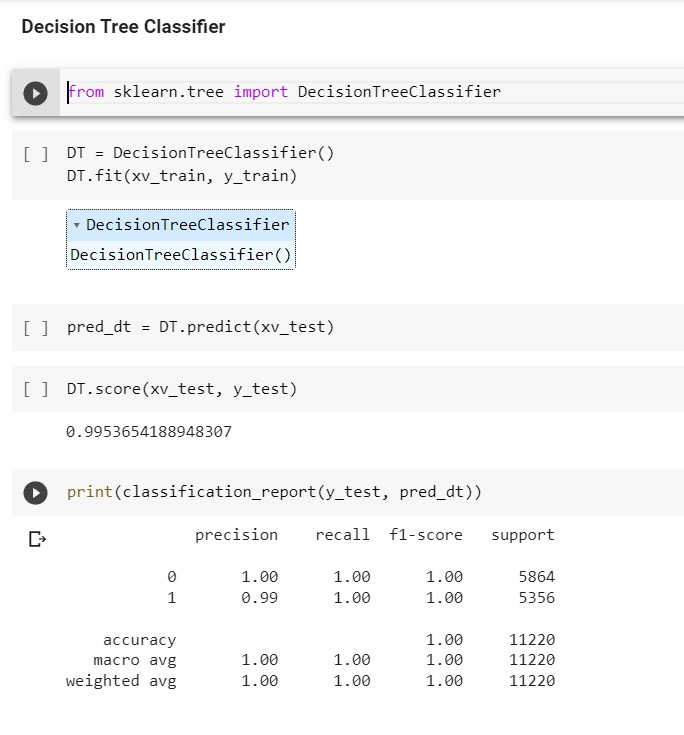 Decision Tree Classifier
from sklearn.tree import DecisionTreeClassifier
[ ] DT = DecisionTreeClassifier()
DT.fit(xv_train, y_train)
▾ DecisionTreeClassifier
DecisionTreeClassifier()
[ ] pred_dt = DT.predict(xv_test)
[ ] DT.score(xv_test, y_test)
0.9953654188948307
print(classification_report(y_test, pred_dt))
precision recall f1-score support
0 1.00 1.00 1.00 5864
1 0.99 1.00 1.00 5356
accuracy 1.00 11220
macro avg 1.00 1.00 1.00 11220
weighted avg 1.00 1.00 1.00 11220